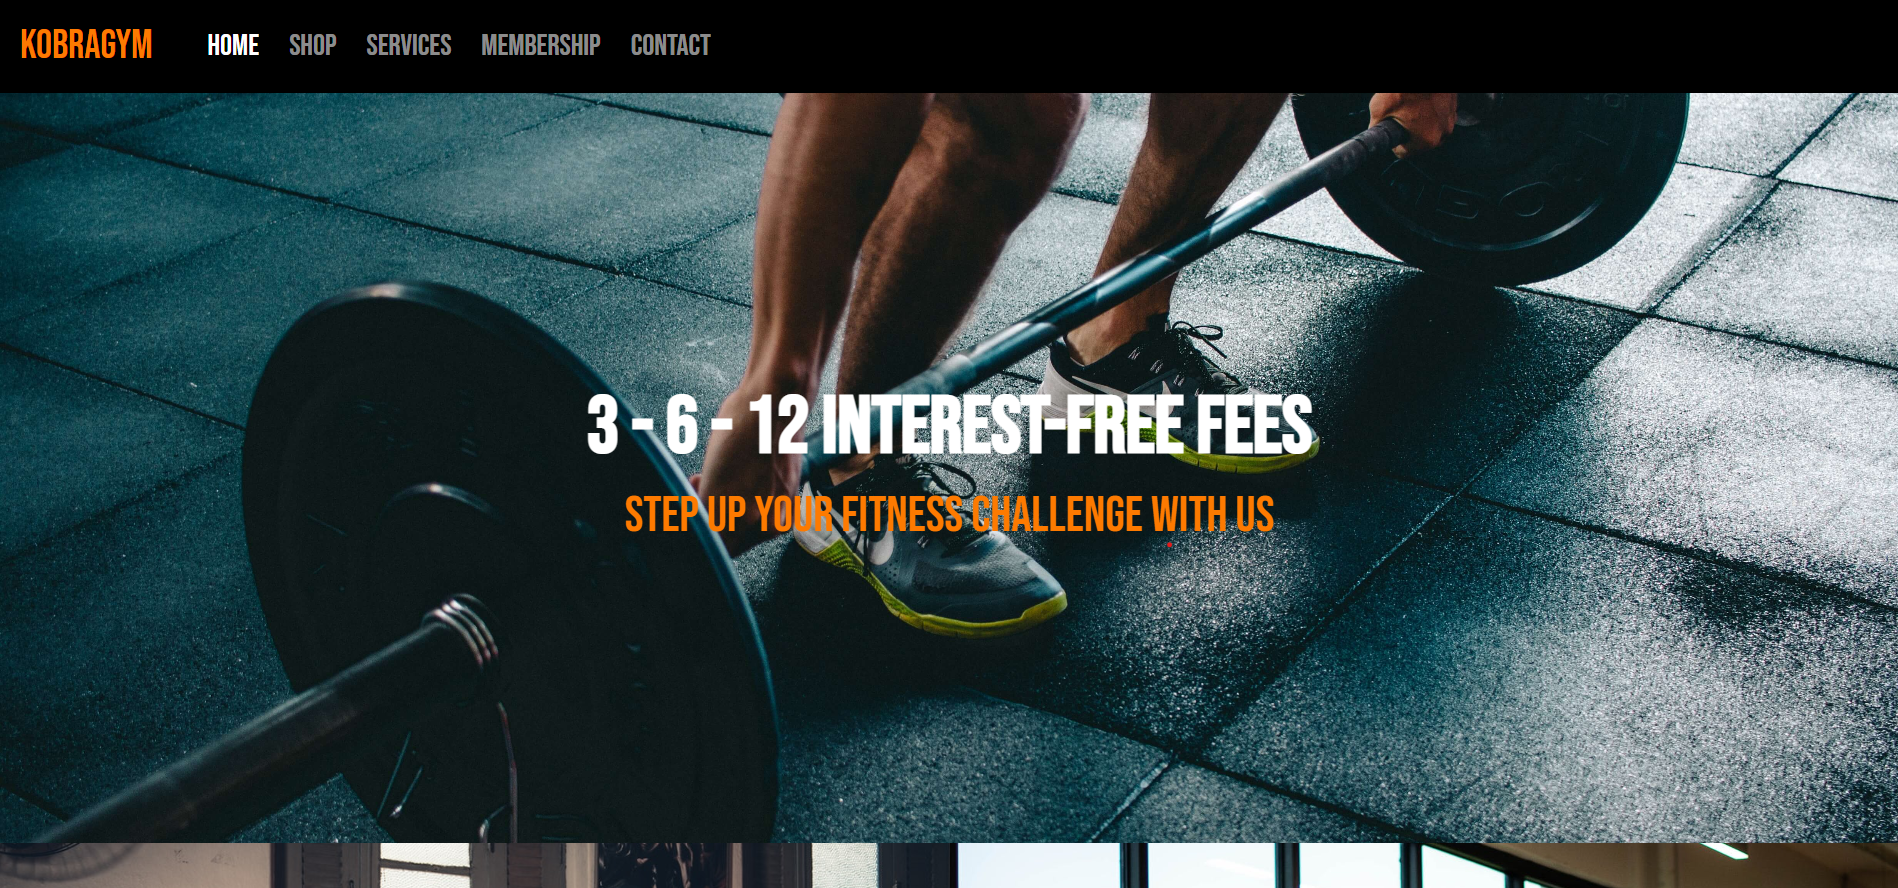 KOBRAGYM HOME SHOP SERVICES MEMBERSHIP CONTACT
3 - 6 - 12 INTEREST-FREE FEES
STEP UP YOUR FITNESS CHALLENGE WITH US